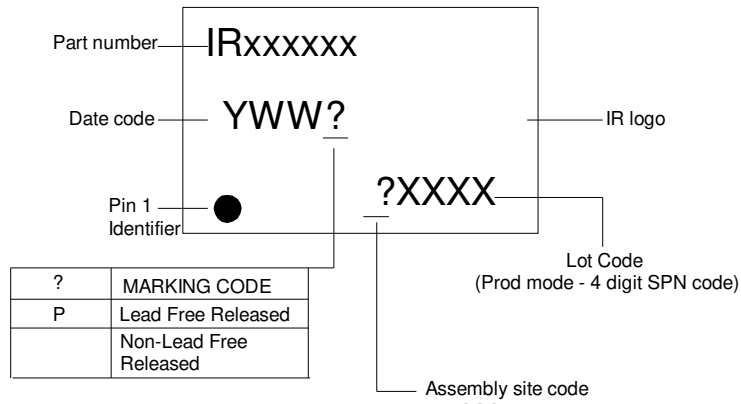 Part number
IRxxxxxx
Date code
YWW?
IR logo
?XXXX
Pin 1
Identifier
Lot Code
(Prod mode - 4 digit SPN code)
? MARKING CODE
P Lead Free Released
Non-Lead Free
Released
Assembly site code